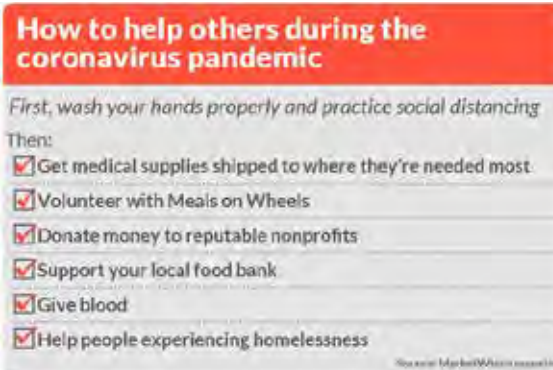 How to help others during the
coronavirus pandemic
First, wash your hands properly and practice social distancing
Then:
Get medical supplies shipped to where they're needed most
Volunteer with Meals on Wheels
Donate money to reputable nonprofits
Support your local food bank
Give blood
Help people experiencing homelessness
Source: MarketWatch